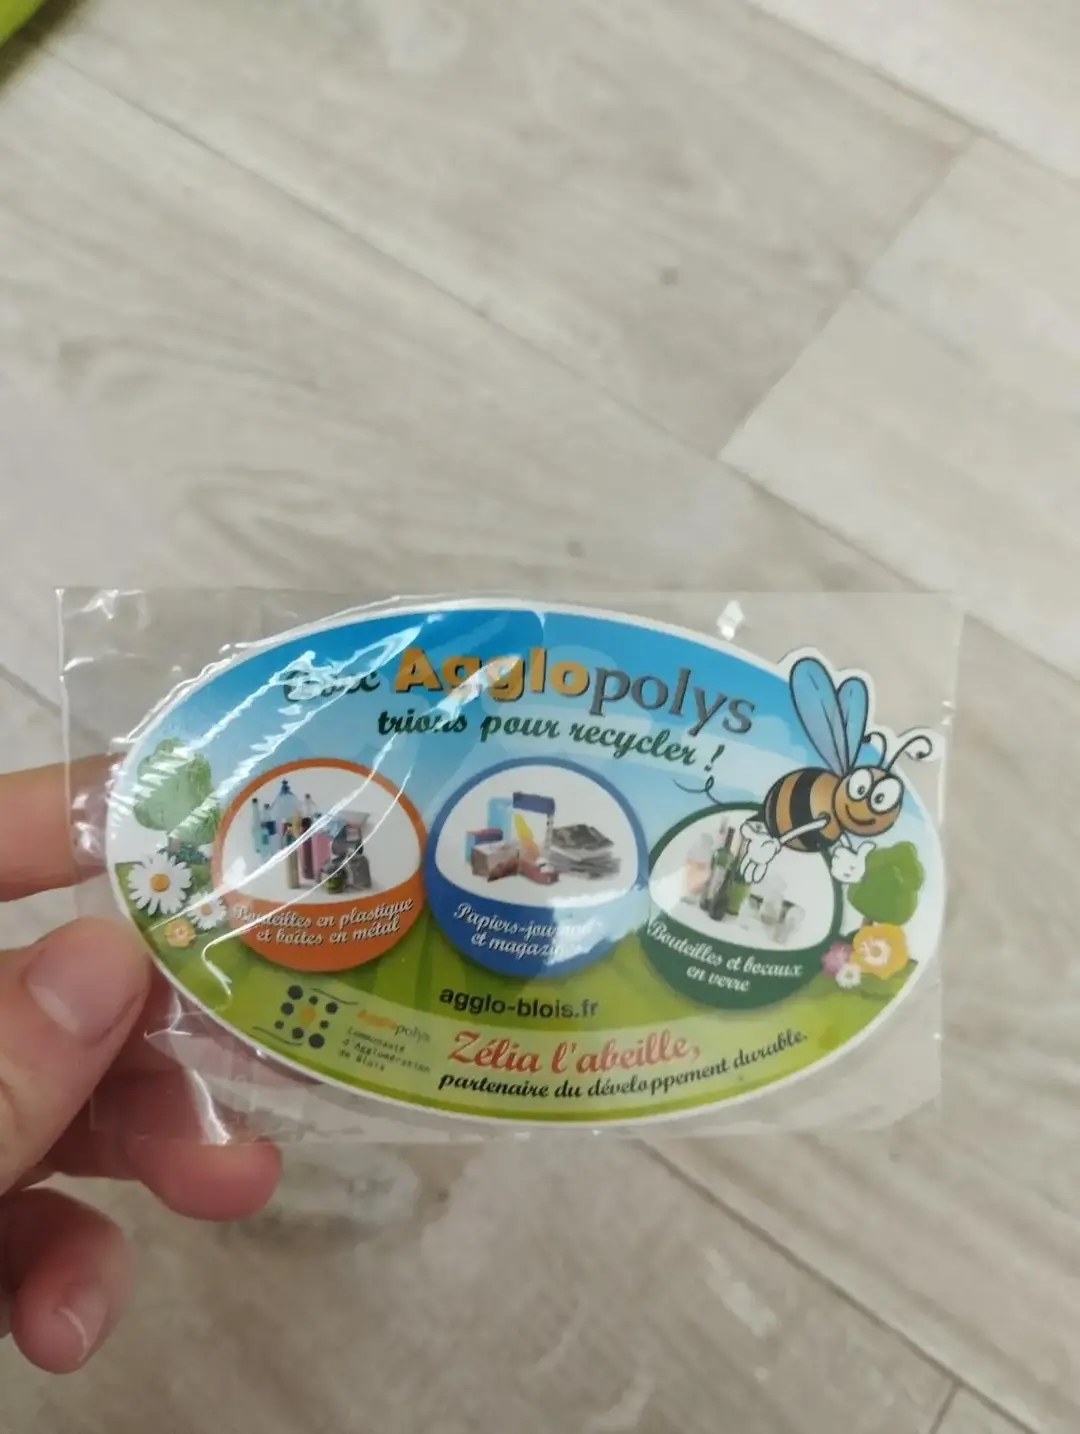 Avec Agglopolys
trions pour recycler !
Bouteilles en plastique
et boîtes en métal
Papiers-journaux
et magazines
Bouteilles et bocaux
en verre
agglo-blois.fr
Agglopolys
Communauté
d'Agglomération
de Blois
Zélia l'abeille,
partenaire du développement durable.